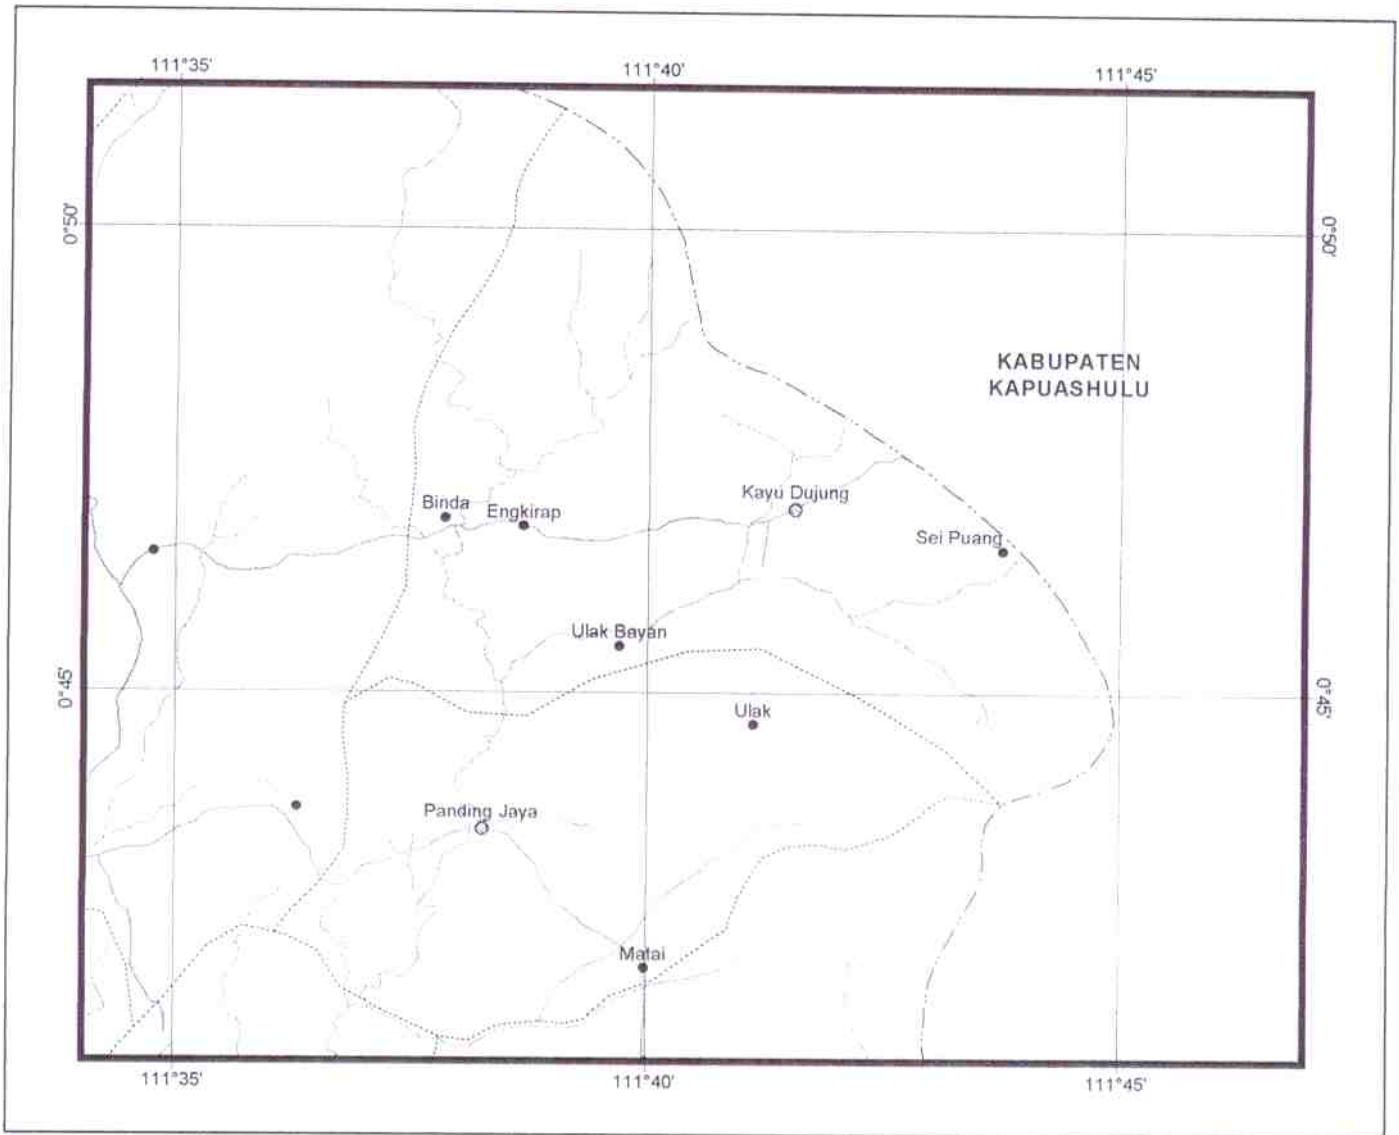 111°35'
111°40'
111°45'
0°50'
0°50'
KABUPATEN
KAPUASHULU
Kayu Dujung
Binda
Engkirap
Sei Puang
Ulak Bayan
0°45'
0°45'
Ulak
Panding Jaya
Matai
111°35'
111°40'
111°45'